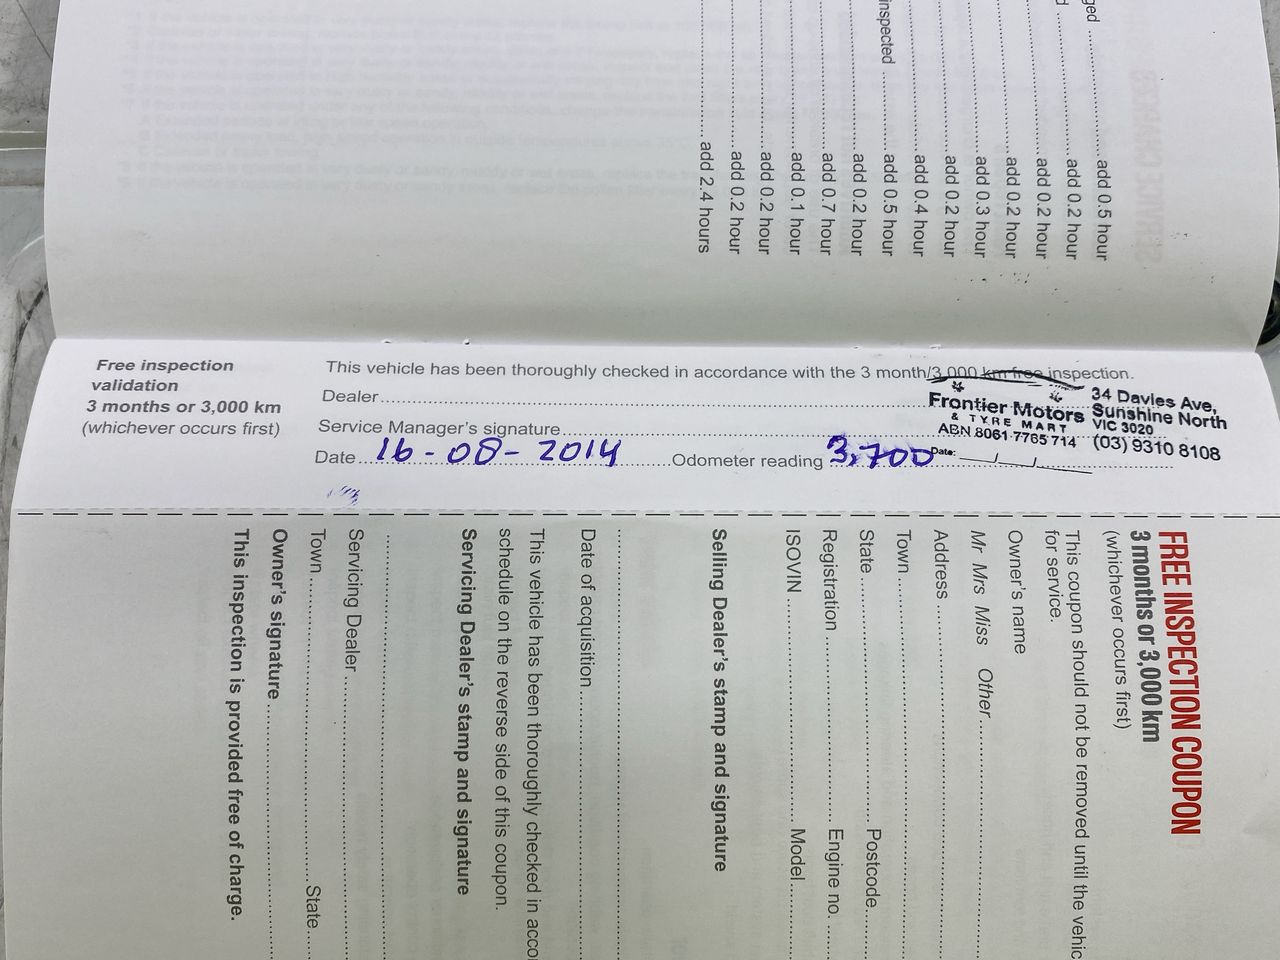 ged .......... add 0.5 hour
add 0.2 hour
add 0.2 hour
add 0.2 hour
add 0.3 hour
add 0.2 hour
add 0.4 hour
inspected .......... add 0.5 hour
add 0.2 hour
add 0.7 hour
add 0.1 hour
add 0.2 hour
add 0.2 hour
add 2.4 hours
Free inspection
validation
3 months or 3,000 km
(whichever occurs first)
This vehicle has been thoroughly checked in accordance with the 3 month/3,000 km free inspection.
Dealer
Service Manager's signature
Date 16-08-2014 Odometer reading 3,700
Frontier Motors
& TYRE MART
ABN 8061 7765 714
Date: / /
34 Davies Ave,
Sunshine North
VIC 3020
(03) 9310 8108
FREE INSPECTION COUPON
3 months or 3,000 km
(whichever occurs first)
This coupon should not be removed until the vehic
for service.
Owner's name
Mr Mrs Miss Other
Address
Town
State Postcode
Registration Engine no.
ISOVIN Model
Selling Dealer's stamp and signature
Date of acquisition
This vehicle has been thoroughly checked in acco
schedule on the reverse side of this coupon.
Servicing Dealer's stamp and signature
Servicing Dealer
Town State
Owner's signature
This inspection is provided free of charge.